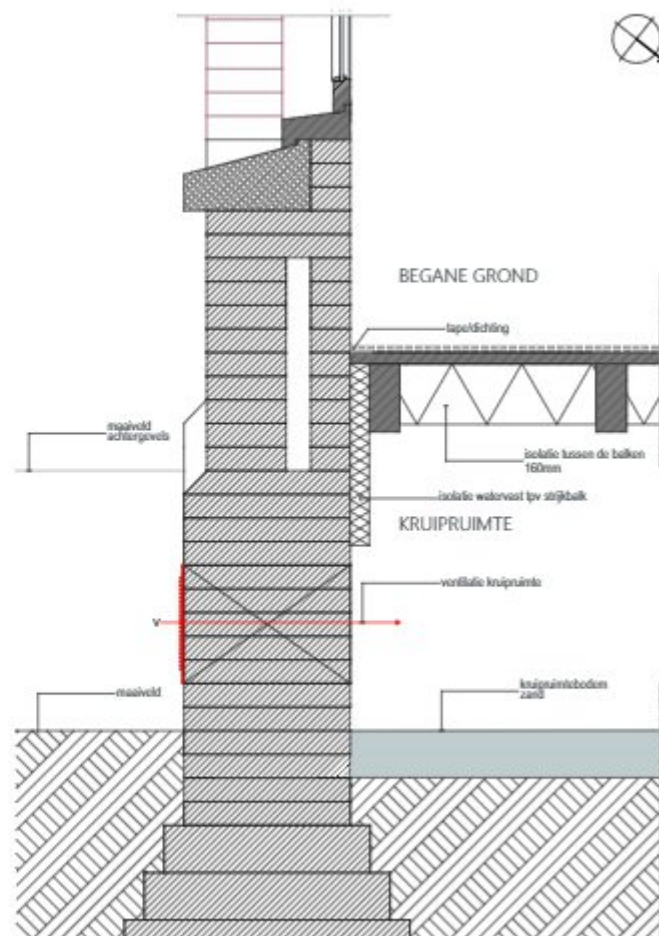 BEGANE GROND
tape/dichting
maaiveld
achtergevels
isolatie tussen de balken
160mm
isolatie watervast tpv strijkbalk
KRUIPRUIMTE
ventilatie kruipruimte
v
maaiveld
kruipruimtebodem
zand